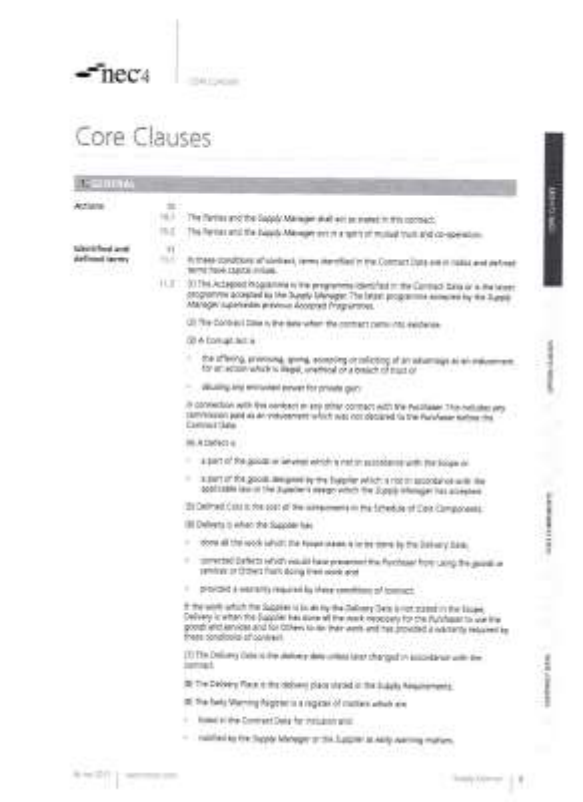 nec4
CORE CLAUSES
Core Clauses
1. GENERAL
Actions 10
10.1 The Parties and the Supply Manager shall act as stated in this contract.
10.2 The Parties and the Supply Manager act in a spirit of mutual trust and co-operation.
Identified and defined terms 11
11.1 In these conditions of contract, terms identified in the Contract Data are in italics and defined
terms have capital initials.
11.2 (1) The Accepted Programme is the programme identified in the Contract Data or is the latest
programme accepted by the Supply Manager. The latest programme accepted by the Supply
Manager supersedes previous Accepted Programmes.
(2) The Contract Date is the date when the contract came into existence.
(3) A Corrupt Act is
the offering, promising, giving, accepting or soliciting of an advantage as an inducement
for an action which is illegal, unethical or a breach of trust or
abusing any entrusted power for private gain
in connection with this contract or any other contract with the Purchaser. This includes any
commission paid as an inducement which was not declared to the Purchaser before the
Contract Date.
(4) A Defect is
a part of the goods or services which is not in accordance with the Scope or
a part of the goods designed by the Supplier which is not in accordance with the
applicable law or the Supplier's design which the Supply Manager has accepted.
(5) Defined Cost is the cost of the components in the Schedule of Cost Components.
(6) Delivery is when the Supplier has
done all the work which the Scope states is to be done by the Delivery Date,
corrected Defects which would have prevented the Purchaser from using the goods or
services or Others from doing their work and
provided a warranty required by these conditions of contract.
If the work which the Supplier is to do by the Delivery Date is not stated in the Scope,
Delivery is when the Supplier has done all the work necessary for the Purchaser to use the
goods and services and for Others to do their work and has provided a warranty required by
these conditions of contract.
(7) The Delivery Date is the delivery date unless later changed in accordance with the
contract.
(8) The Delivery Place is the delivery place stated in the Supply Requirements.
(9) The Early Warning Register is a register of matters which are
listed in the Contract Data for inclusion and
notified by the Supply Manager or the Supplier as early warning matters.
CONTRACT DATA